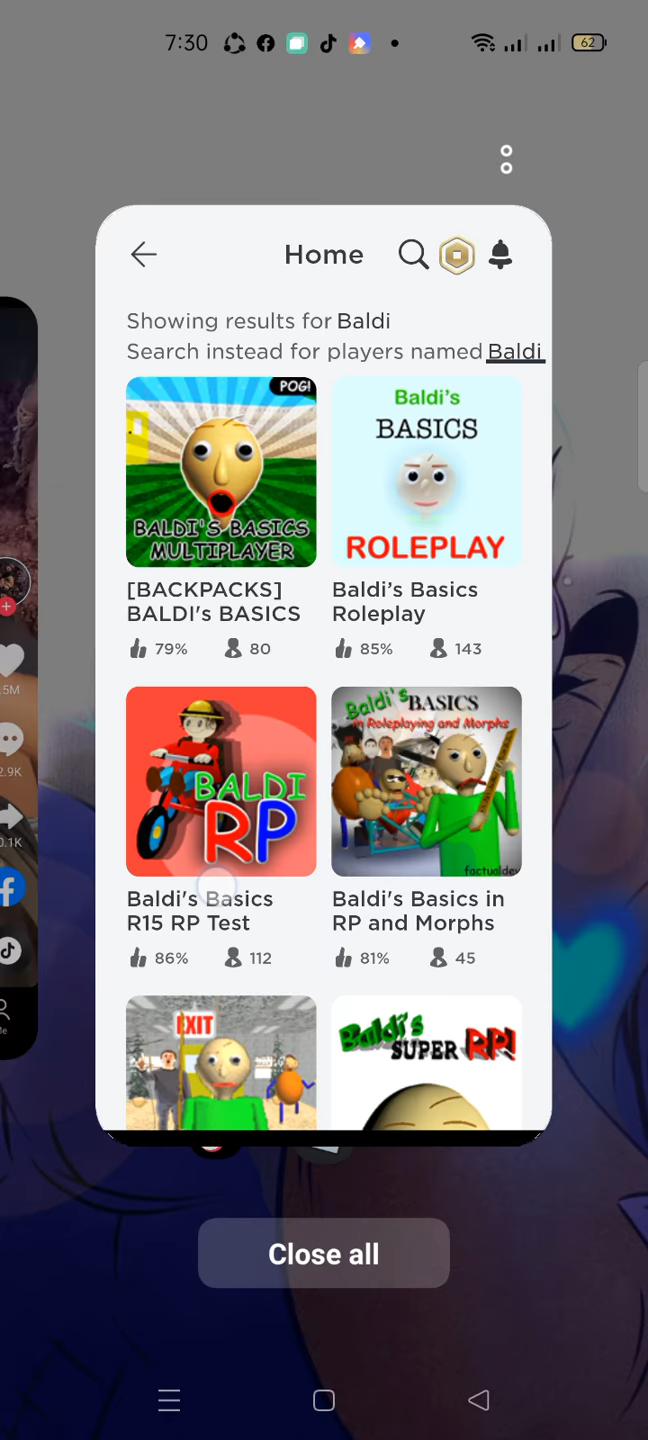 7:30
62
Home
Showing results for Baldi
Search instead for players named Baldi
POG!
BALDI'S BASICS
MULTIPLAYER
Baldi's
BASICS
ROLEPLAY
[BACKPACKS]
BALDI's BASICS
79% 80
Baldi's Basics
Roleplay
85% 143
BALDI
RP
Baldi's BASICS
in Roleplaying and Morphs
factualdev
Baldi's Basics
R15 RP Test
86% 112
Baldi's Basics in
RP and Morphs
81% 45
EXIT
Baldi's
SUPER RP!
.5M
2.9K
0.1K
Me
Close all